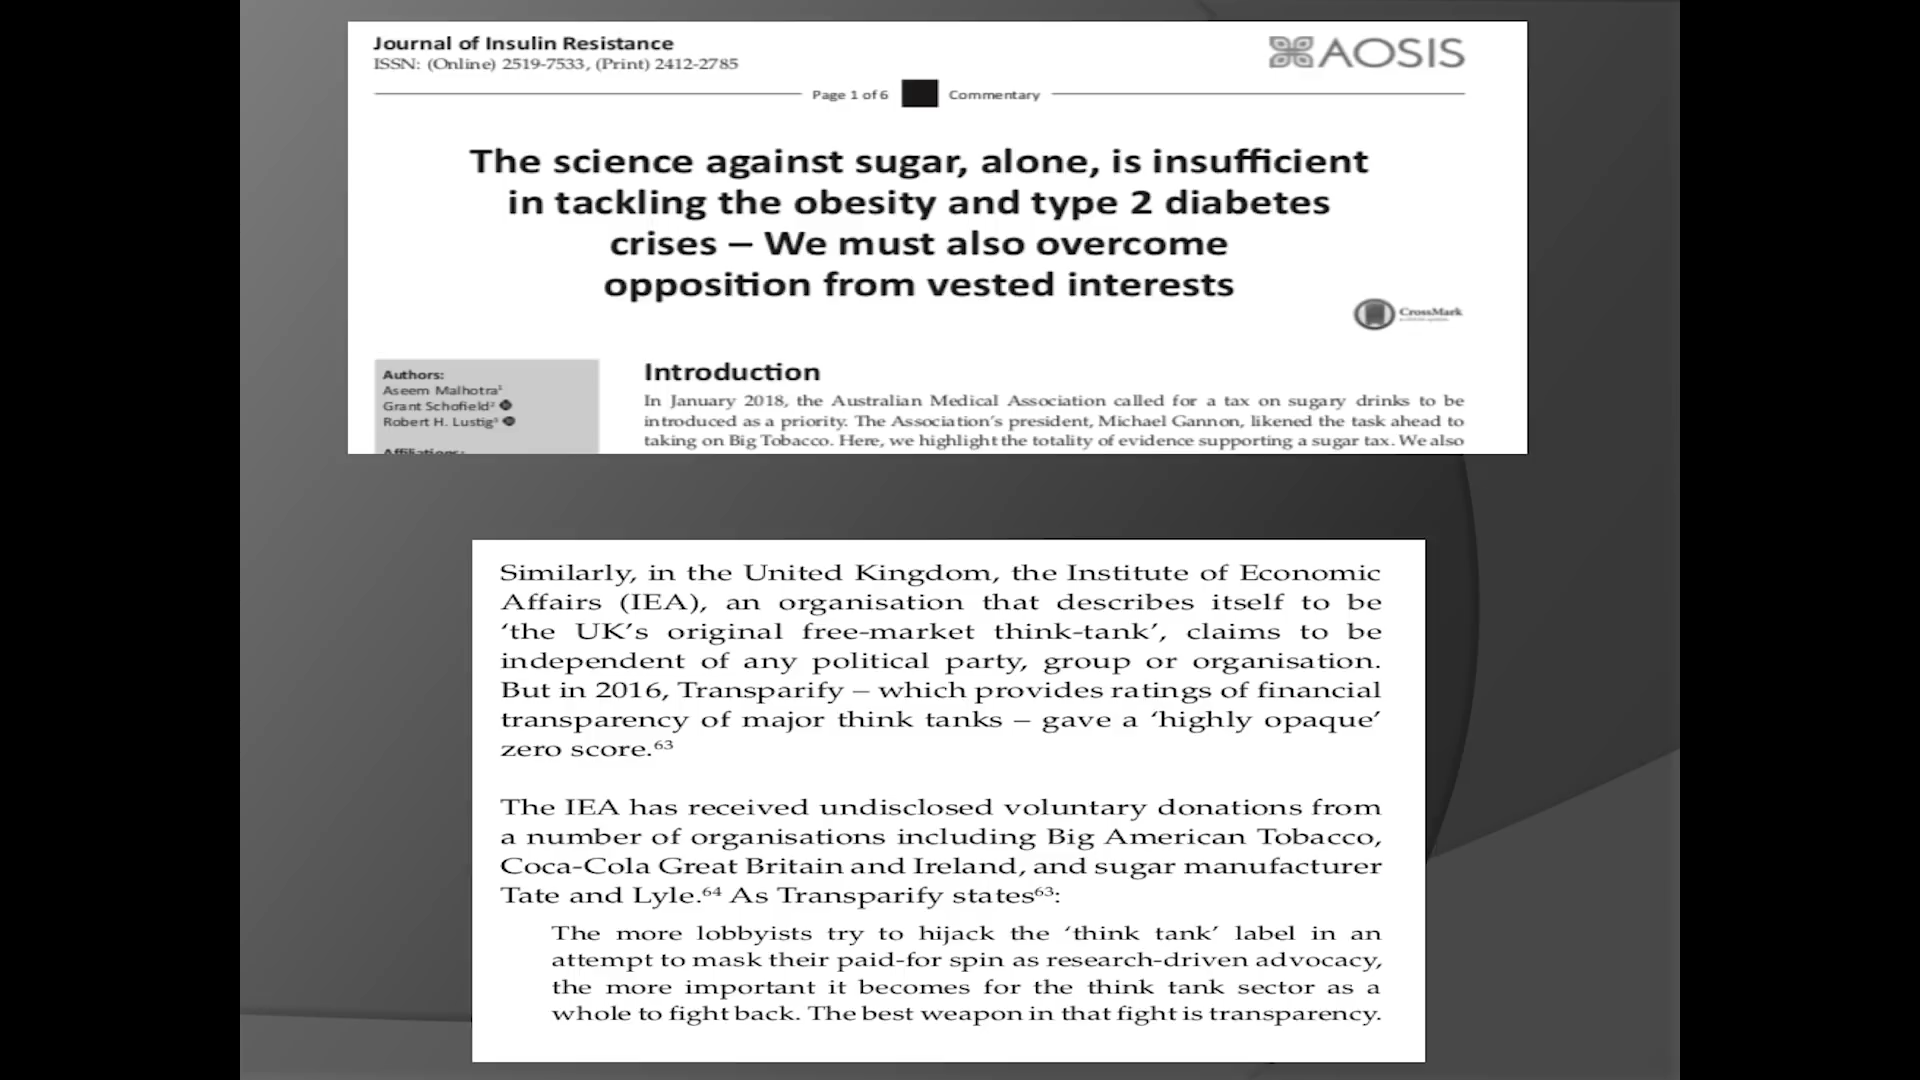 Journal of Insulin Resistance
ISSN: (Online) 2519-7533, (Print) 2412-2785
AOSIS
Page 1 of 6
Commentary
The science against sugar, alone, is insufficient
in tackling the obesity and type 2 diabetes
crises – We must also overcome
opposition from vested interests
CrossMark
Authors:
Aseem Malhotra¹
Grant Schofield²
Robert H. Lustig³
Affiliations:
Introduction
In January 2018, the Australian Medical Association called for a tax on sugary drinks to be
introduced as a priority. The Association’s president, Michael Gannon, likened the task ahead to
taking on Big Tobacco. Here, we highlight the totality of evidence supporting a sugar tax. We also
Similarly, in the United Kingdom, the Institute of Economic
Affairs (IEA), an organisation that describes itself to be
‘the UK’s original free-market think-tank’, claims to be
independent of any political party, group or organisation.
But in 2016, Transparify – which provides ratings of financial
transparency of major think tanks – gave a ‘highly opaque’
zero score.⁶³
The IEA has received undisclosed voluntary donations from
a number of organisations including Big American Tobacco,
Coca-Cola Great Britain and Ireland, and sugar manufacturer
Tate and Lyle.⁶⁴ As Transparify states⁶³:
The more lobbyists try to hijack the ‘think tank’ label in an
attempt to mask their paid-for spin as research-driven advocacy,
the more important it becomes for the think tank sector as a
whole to fight back. The best weapon in that fight is transparency.